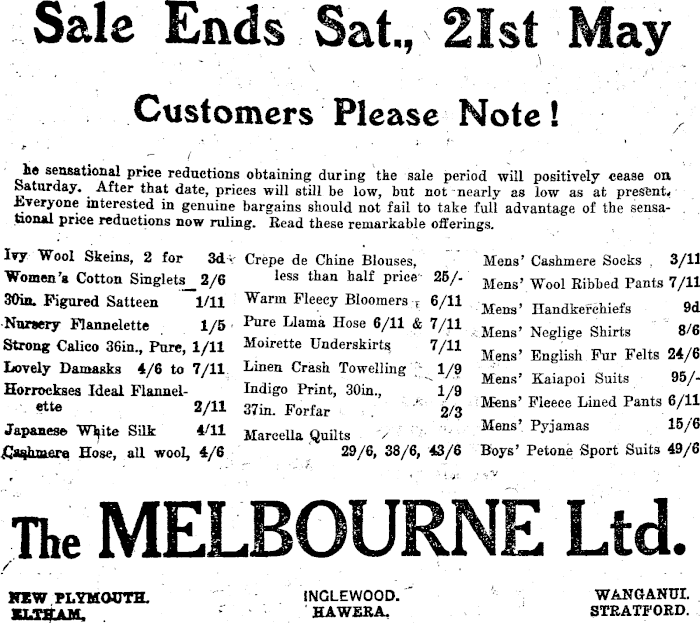 Sale Ends Sat., 21st May
Customers Please Note!
he sensational price reductions obtaining during the sale period will positively cease on
Saturday. After that date, prices will still be low, but not nearly as low as at present.
Everyone interested in genuine bargains should not fail to take full advantage of the sensa-
tional price reductions now ruling. Read these remarkable offerings.
Ivy Wool Skeins, 2 for 3d
Women's Cotton Singlets 2/6
30in. Figured Satteen 1/11
Nursery Flannelette 1/5
Strong Calico 36in., Pure, 1/11
Lovely Damasks 4/6 to 7/11
Horrockses Ideal Flannel-
ette 2/11
Japanese White Silk 4/11
Cashmere Hose, all wool, 4/6
Crepe de Chine Blouses,
less than half price 25/-
Warm Fleecy Bloomers 6/11
Pure Llama Hose 6/11 & 7/11
Moirette Underskirts 7/11
Linen Crash Towelling 1/9
Indigo Print, 30in., 1/9
37in. Forfar 2/3
Marcella Quilts
29/6, 38/6, 43/6
Mens' Cashmere Socks 3/11
Mens' Wool Ribbed Pants 7/11
Mens' Handkerchiefs 9d
Mens' Neglige Shirts 8/6
Mens' English Fur Felts 24/6
Mens' Kaiapoi Suits 95/-
Mens' Fleece Lined Pants 6/11
Mens' Pyjamas 15/6
Boys' Petone Sport Suits 49/6
The MELBOURNE Ltd.
NEW PLYMOUTH. INGLEWOOD. WANGANUI.
ELTHAM. HAWERA. STRATFORD.